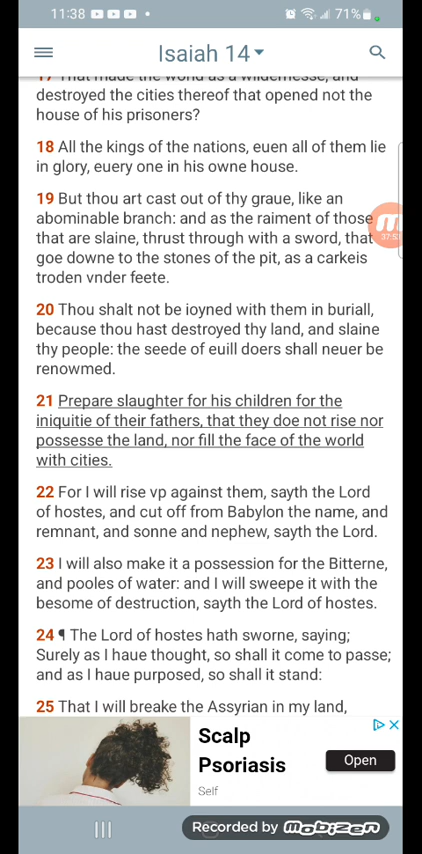 11:38
71%
Isaiah 14
17 That made the world as a wildernesse, and
destroyed the cities thereof that opened not the
house of his prisoners?
18 All the kings of the nations, euen all of them lie
in glory, euery one in his owne house.
19 But thou art cast out of thy graue, like an
abominable branch: and as the raiment of those
that are slaine, thrust through with a sword, that
goe downe to the stones of the pit, as a carkeis
troden vnder feete.
20 Thou shalt not be ioyned with them in buriall,
because thou hast destroyed thy land, and slaine
thy people: the seede of euill doers shall neuer be
renowmed.
21 Prepare slaughter for his children for the
iniquitie of their fathers, that they doe not rise nor
possesse the land, nor fill the face of the world
with cities.
22 For I will rise vp against them, sayth the Lord
of hostes, and cut off from Babylon the name, and
remnant, and sonne and nephew, sayth the Lord.
23 I will also make it a possession for the Bitterne,
and pooles of water: and I will sweepe it with the
besome of destruction, sayth the Lord of hostes.
24 ¶ The Lord of hostes hath sworne, saying;
Surely as I haue thought, so shall it come to passe;
and as I haue purposed, so shall it stand:
25 That I will breake the Assyrian in my land,
Scalp
Psoriasis
Self
Open
Recorded by mobizen